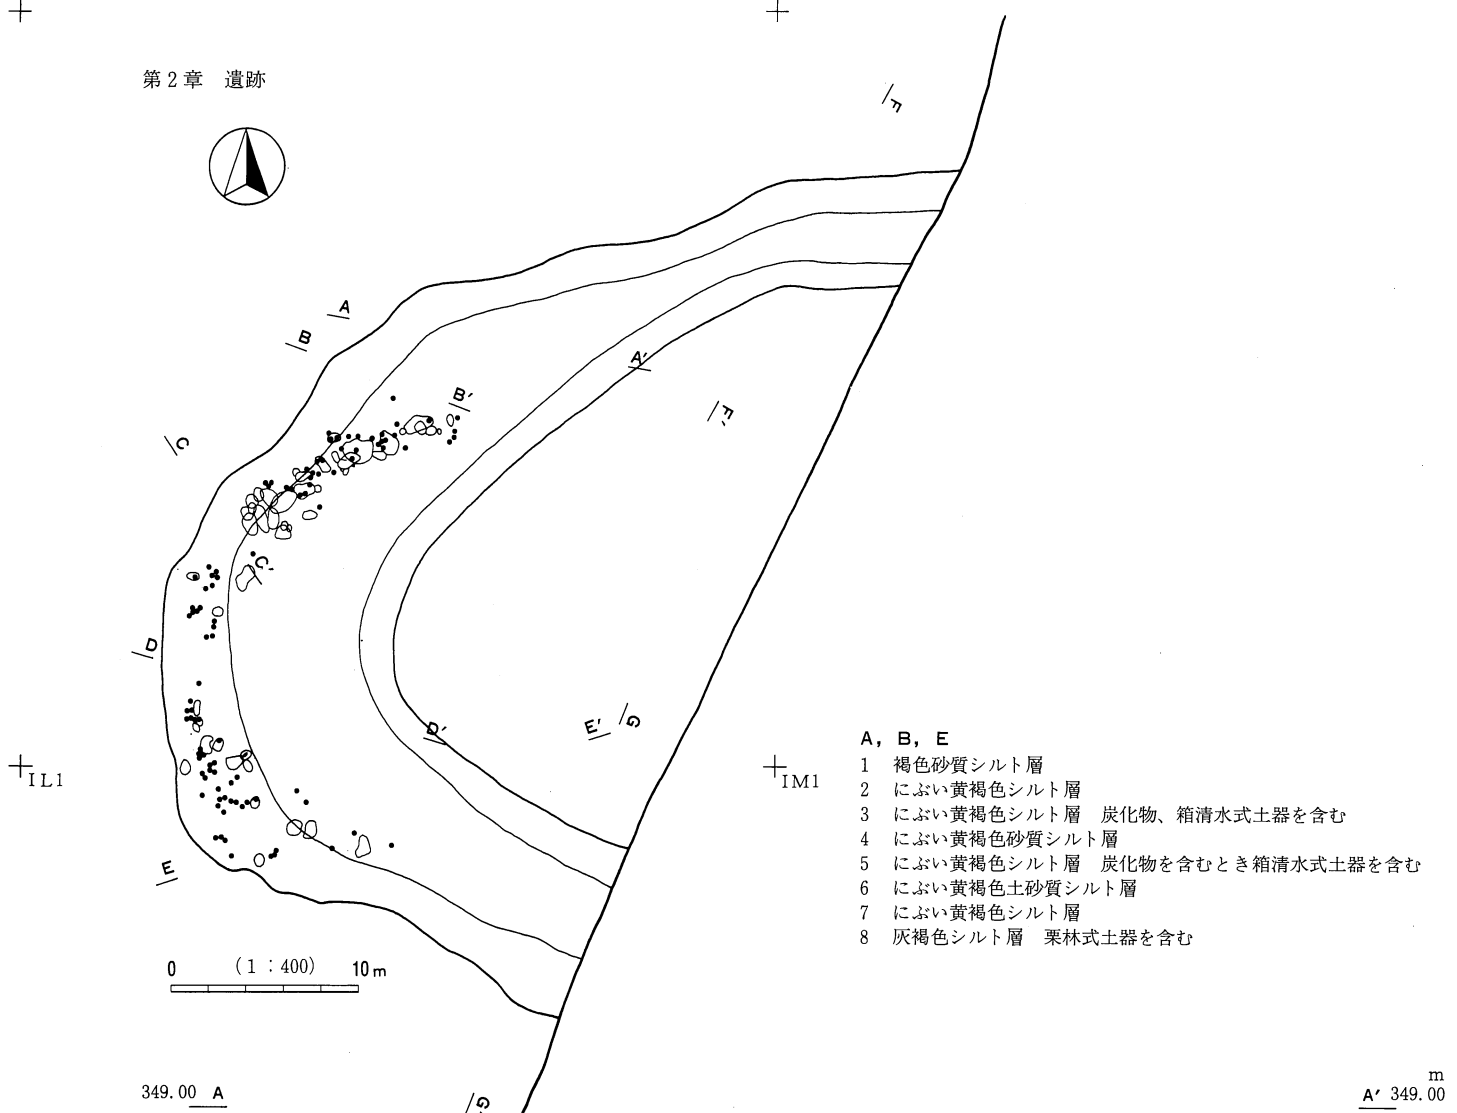 第2章 遺跡
F
A
B
A′
B′
F′
C
C′
D
D′
E′
G
IL1
IM1
E
0 (1:400) 10m
A, B, E
1 褐色砂質シルト層
2 にぶい黄褐色シルト層
3 にぶい黄褐色シルト層 炭化物、箱清水式土器を含む
4 にぶい黄褐色砂質シルト層
5 にぶい黄褐色シルト層 炭化物を含むとき箱清水式土器を含む
6 にぶい黄褐色土砂質シルト層
7 にぶい黄褐色シルト層
8 灰褐色シルト層 栗林式土器を含む
349.00 A
G
m
A′ 349.00